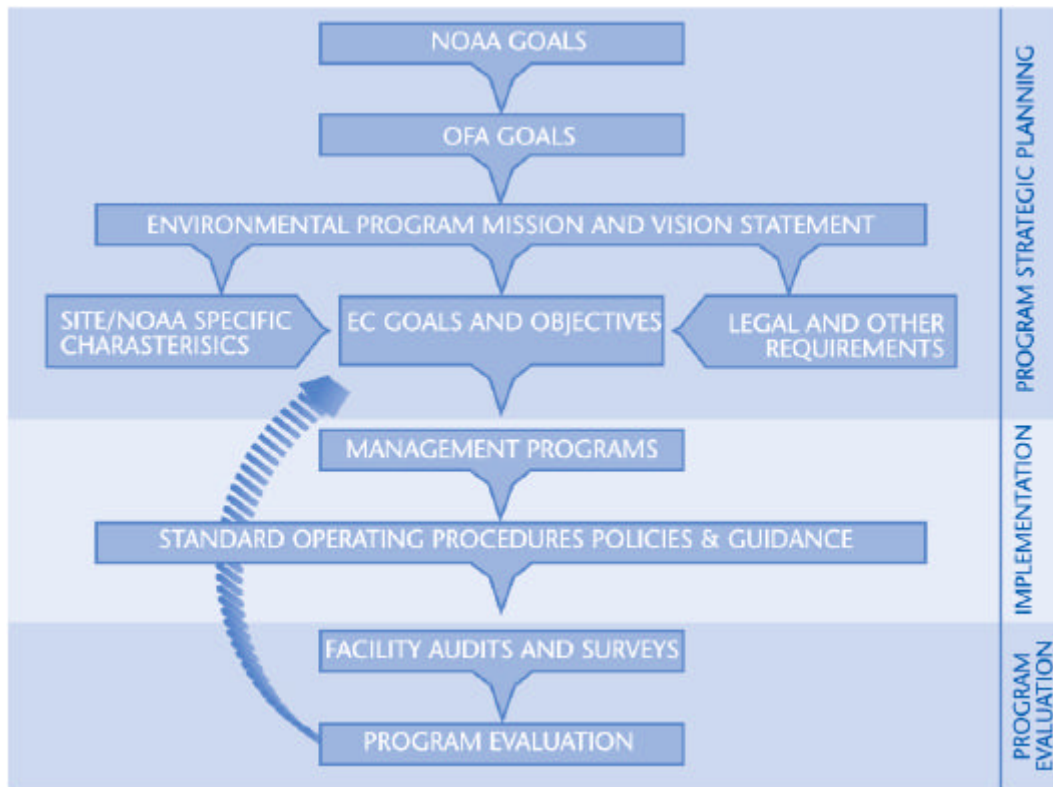 NOAA GOALS
OFA GOALS
ENVIRONMENTAL PROGRAM MISSION AND VISION STATEMENT
SITE/NOAA SPECIFIC
CHARASTERISICS
EC GOALS AND OBJECTIVES
LEGAL AND OTHER
REQUIREMENTS
PROGRAM STRATEGIC PLANNING
MANAGEMENT PROGRAMS
STANDARD OPERATING PROCEDURES POLICIES & GUIDANCE
IMPLEMENTATION
FACILITY AUDITS AND SURVEYS
PROGRAM EVALUATION
PROGRAM
EVALUATION